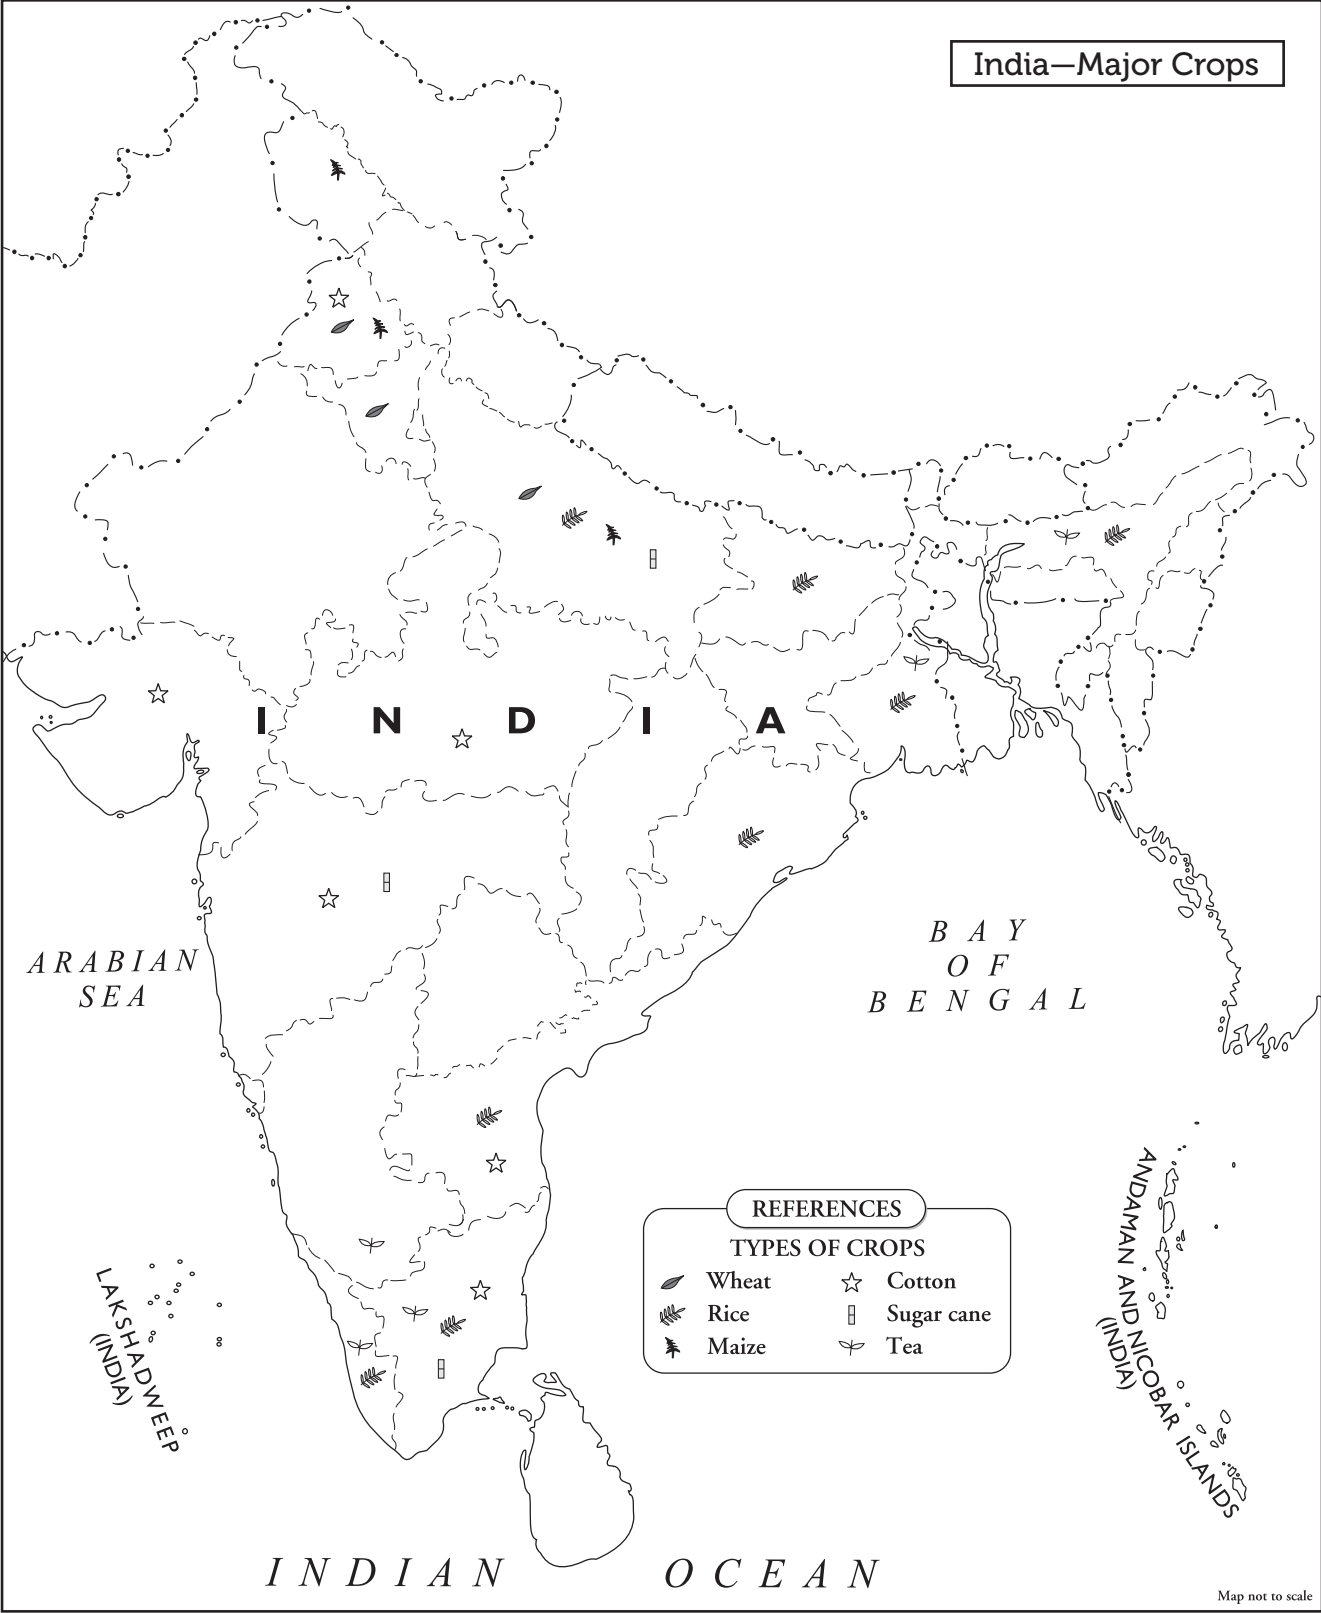 India—Major Crops
I N D I A
ARABIAN
SEA
BAY
OF
BENGAL
REFERENCES
TYPES OF CROPS
Wheat
Cotton
Rice
Sugar cane
Maize
Tea
LAKSHADWEEP
(INDIA)
ANDAMAN AND NICOBAR ISLANDS
(INDIA)
INDIAN OCEAN
Map not to scale